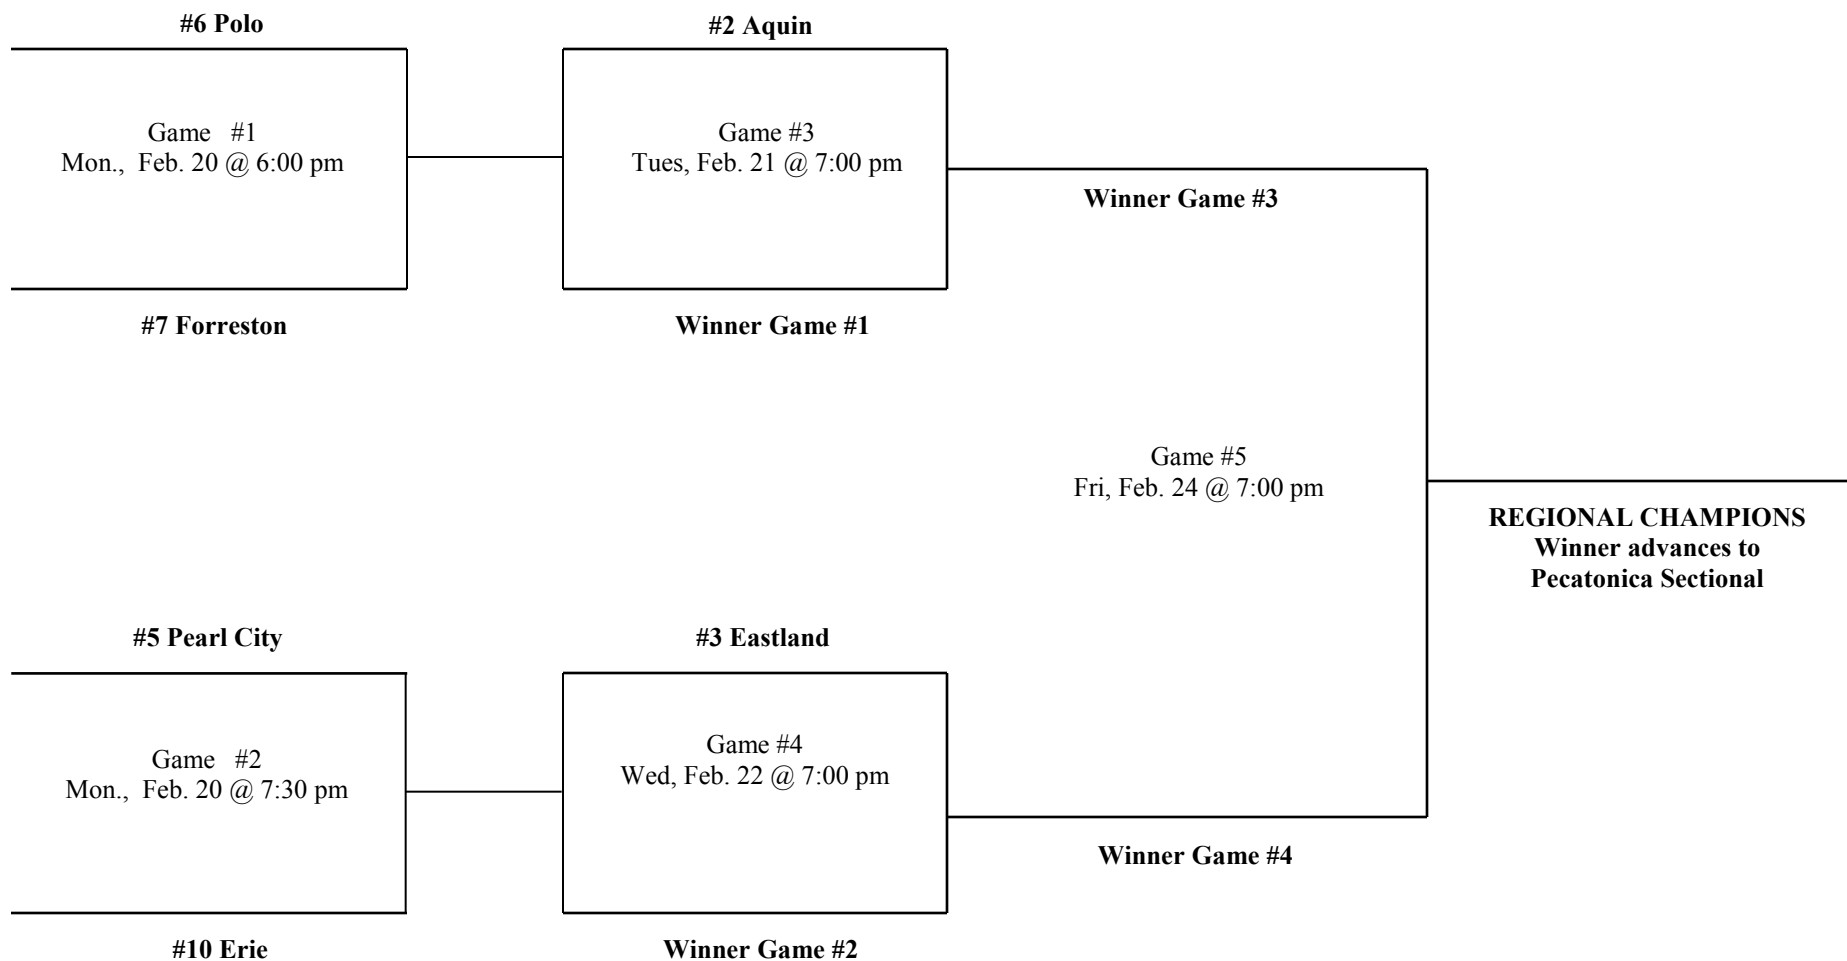 #6 Polo
#2 Aquin
Game #1
Mon., Feb. 20 @ 6:00 pm
Game #3
Tues, Feb. 21 @ 7:00 pm
Winner Game #3
#7 Forreston
Winner Game #1
Game #5
Fri, Feb. 24 @ 7:00 pm
REGIONAL CHAMPIONS
Winner advances to
Pecatonica Sectional
#5 Pearl City
#3 Eastland
Game #2
Mon., Feb. 20 @ 7:30 pm
Game #4
Wed, Feb. 22 @ 7:00 pm
Winner Game #4
#10 Erie
Winner Game #2